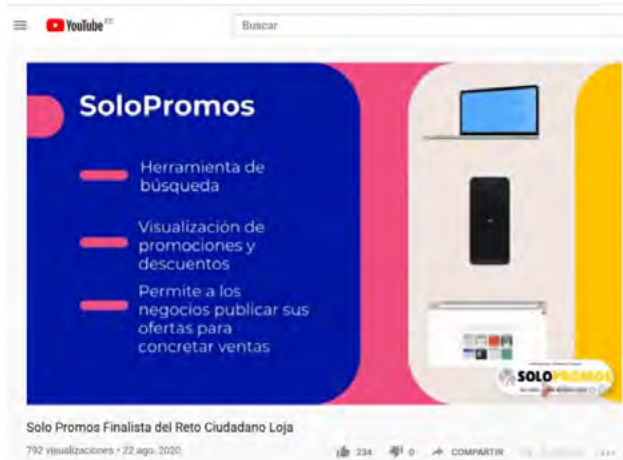 YouTube EC
Buscar
SoloPromos
Herramienta de
búsqueda
Visualización de
promociones y
descuentos
Permite a los
negocios publicar sus
ofertas para
concretar ventas
SOLOPROMOS
Solo Promos Finalista del Reto Ciudadano Loja
792 visualizaciones • 22 ago. 2020
234 0 COMPARTIR